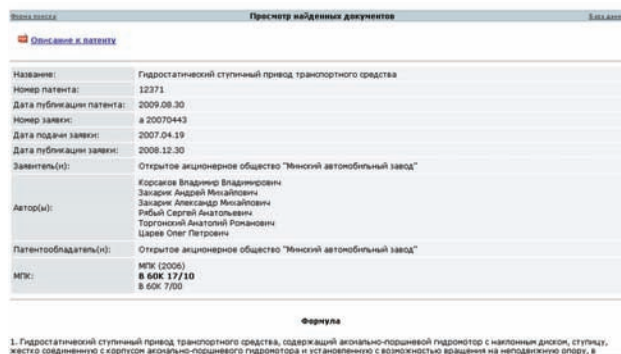 Форма поиска Просмотр найденных документов
Описание к патенту
Название: Гидростатический ступичный привод транспортного средства
Номер патента: 12371
Дата публикации патента: 2009.08.30
Номер заявки: a 20070443
Дата подачи заявки: 2007.04.19
Дата публикации заявки: 2008.12.30
Заявитель(и): Открытое акционерное общество "Минский автомобильный завод"
Корсаков Владимир Владимирович
Захарик Андрей Михайлович
Захарик Александр Михайлович
Автор(ы): Рябый Сергей Анатольевич
Торгонский Анатолий Романович
Царев Олег Петрович
Патентообладатель(и): Открытое акционерное общество "Минский автомобильный завод"
МПК (2006)
МПК: B 60K 17/10
B 60K 7/00
Формула
1. Гидростатический ступичный привод транспортного средства, содержащий аксиально-поршневой гидромотор с наклонным диском, ступицу,
жестко соединенную с корпусом аксиально-поршневого гидромотора и установленную с возможностью вращения на неподвижную опору, в